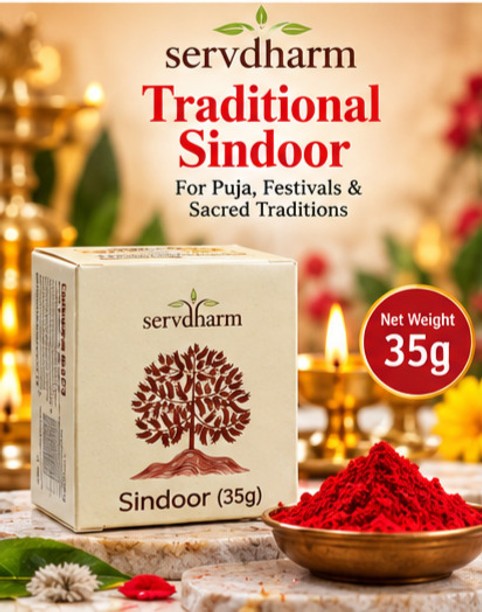 servdharm
Traditional
Sindoor
For Puja, Festivals &
Sacred Traditions
Net Weight
35g
servdharm
Sindoor (35g)